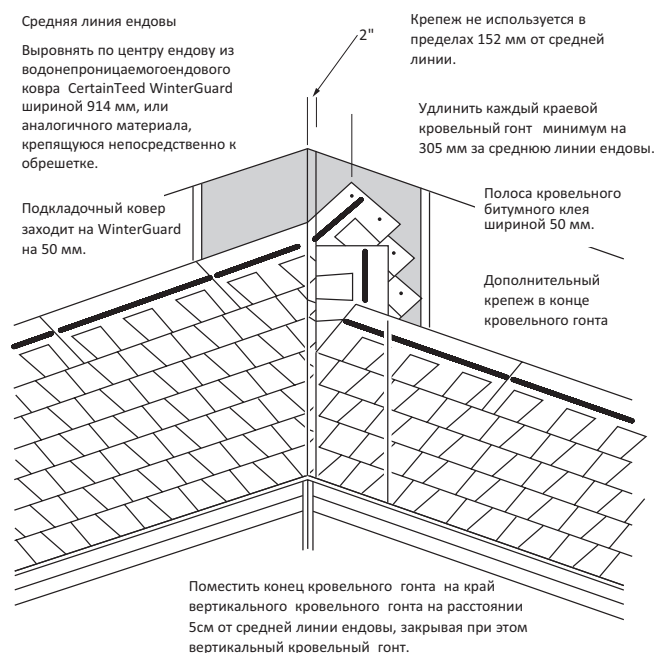 Средняя линия ендовы
Выровнять по центру ендову из
водонепроницаемогоендового
ковра CertainTeed WinterGuard
шириной 914 мм, или
аналогичного материала,
крепящуюся непосредственно к
обрешетке.
Подкладочный ковер
заходит на WinterGuard
на 50 мм.
2"
Крепеж не используется в
пределах 152 мм от средней
линии.
Удлинить каждый краевой
кровельный гонт минимум на
305 мм за среднюю линии ендовы.
Полоса кровельного
битумного клея
шириной 50 мм.
Дополнительный
крепеж в конце
кровельного гонта
Поместить конец кровельного гонта на край
вертикального кровельного гонта на расстоянии
5см от средней линии ендовы, закрывая при этом
вертикальный кровельный гонт.